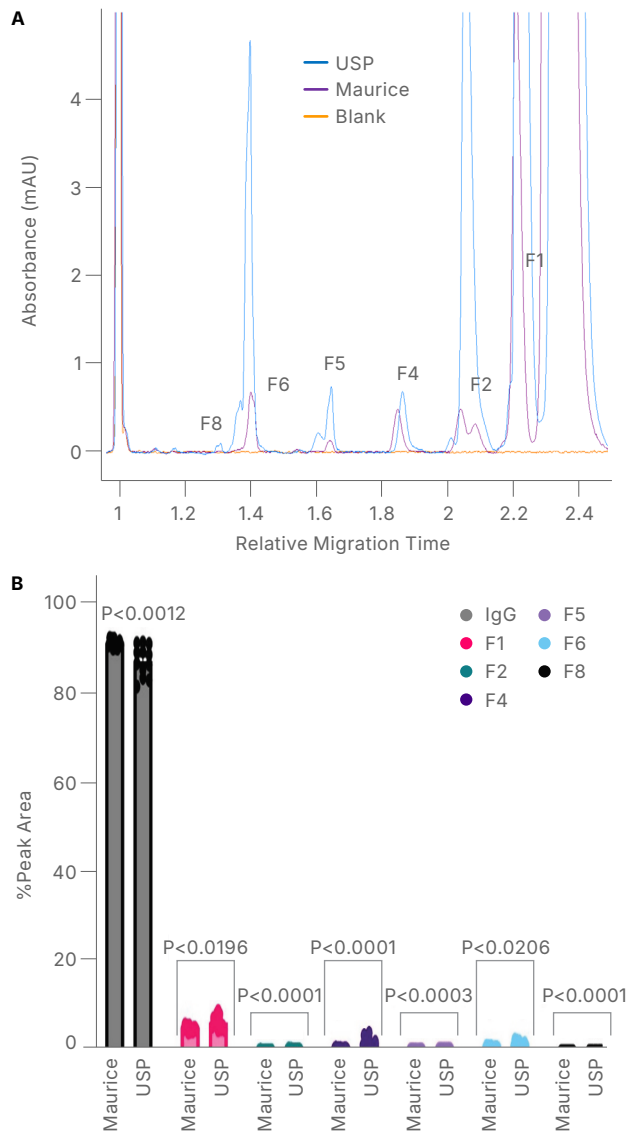 A
USP
Maurice
Blank
Absorbance (mAU)
4
3
2
1
0
F8
F6
F5
F4
F2
F1
1
1.2
1.4
1.6
1.8
2
2.2
2.4
Relative Migration Time
B
%Peak Area
100
80
60
40
20
0
IgG
F1
F2
F4
F5
F6
F8
P<0.0012
P<0.0196
P<0.0001
P<0.0001
P<0.0003
P<0.0206
P<0.0001
Maurice
USP
Maurice
USP
Maurice
USP
Maurice
USP
Maurice
USP
Maurice
USP
Maurice
USP